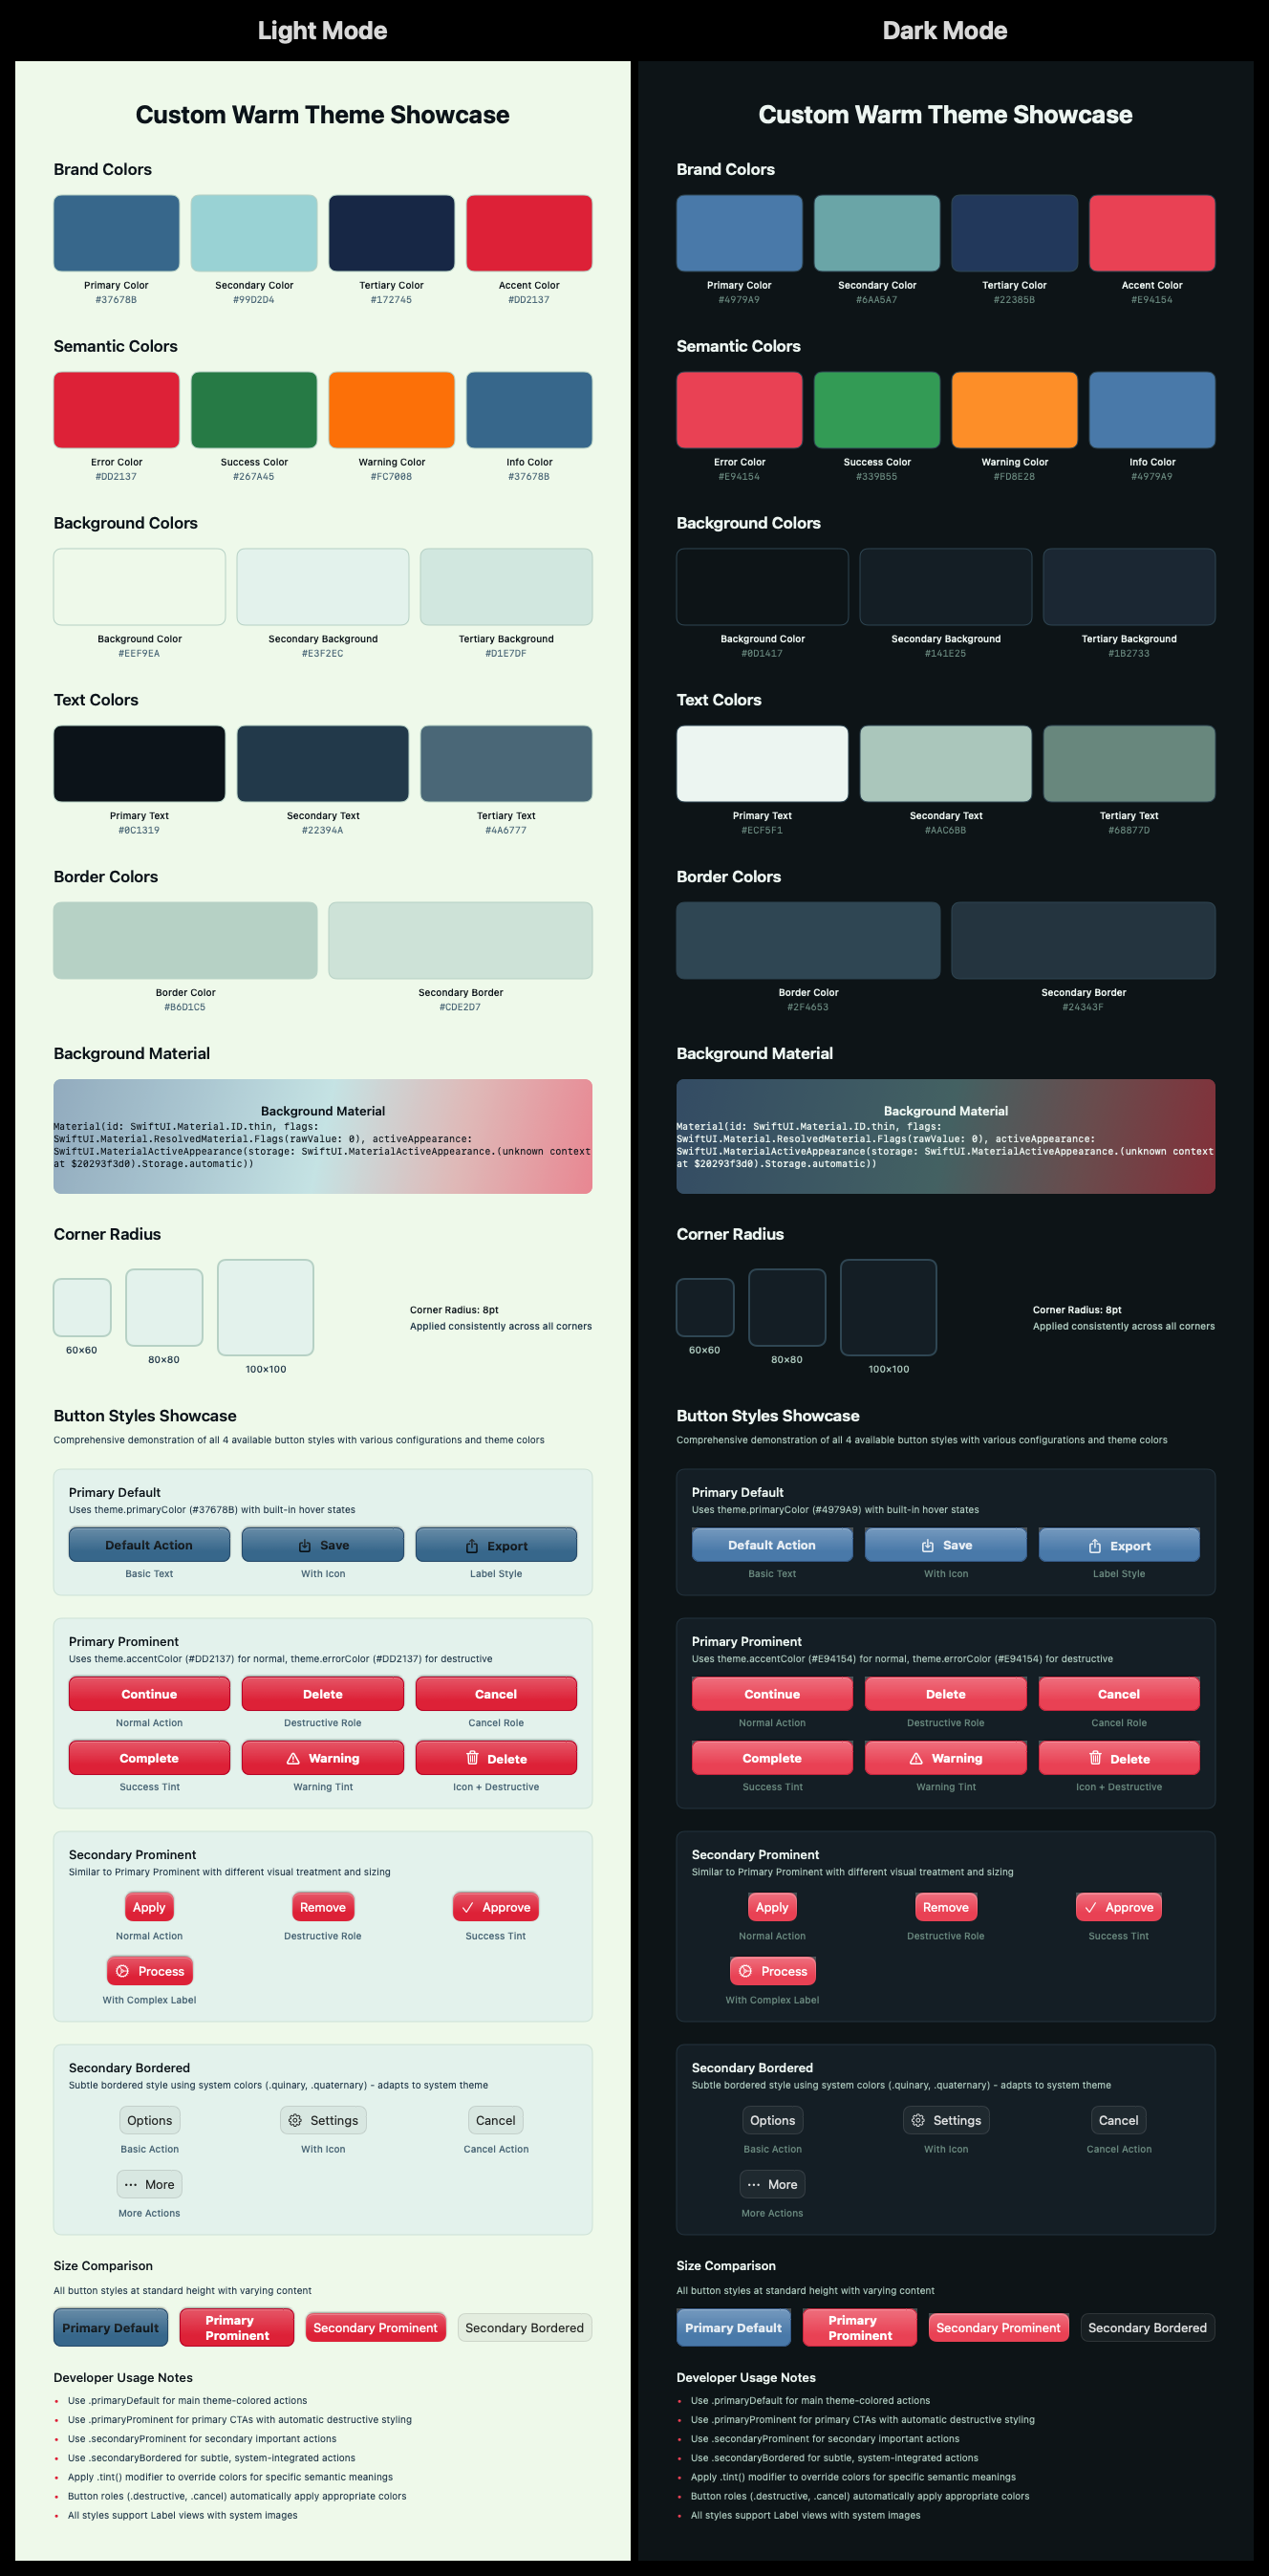 Light Mode
Custom Warm Theme Showcase
Brand Colors
Primary Color
#37678B
Secondary Color
#99D2D4
Tertiary Color
#172745
Accent Color
#DD2137
Semantic Colors
Error Color
#DD2137
Success Color
#267A45
Warning Color
#FC7008
Info Color
#37678B
Background Colors
Background Color
#EEF9EA
Secondary Background
#E3F2EC
Tertiary Background
#D1E7DF
Text Colors
Primary Text
#0C1319
Secondary Text
#22394A
Tertiary Text
#4A6777
Border Colors
Border Color
#B6D1C5
Secondary Border
#CDE2D7
Background Material
Background Material
Material(id: SwiftUI.Material.ID.thin, flags:
SwiftUI.Material.ResolvedMaterial.Flags(rawValue: 0), activeAppearance:
SwiftUI.MaterialActiveAppearance(storage: SwiftUI.MaterialActiveAppearance.(unknown context
at $20293f3d0).Storage.automatic))
Corner Radius
60×60
80×80
100×100
Corner Radius: 8pt
Applied consistently across all corners
Button Styles Showcase
Comprehensive demonstration of all 4 available button styles with various configurations and theme colors
Primary Default
Uses theme.primaryColor (#37678B) with built-in hover states
Default Action
Basic Text
Save
With Icon
Export
Label Style
Primary Prominent
Uses theme.accentColor (#DD2137) for normal, theme.errorColor (#DD2137) for destructive
Continue
Normal Action
Delete
Destructive Role
Cancel
Cancel Role
Complete
Success Tint
Warning
Warning Tint
Delete
Icon + Destructive
Secondary Prominent
Similar to Primary Prominent with different visual treatment and sizing
Apply
Normal Action
Remove
Destructive Role
Approve
Success Tint
Process
With Complex Label
Secondary Bordered
Subtle bordered style using system colors (.quinary, .quaternary) - adapts to system theme
Options
Basic Action
Settings
With Icon
Cancel
Cancel Action
More
More Actions
Size Comparison
All button styles at standard height with varying content
Primary Default
Primary
Prominent
Secondary Prominent
Secondary Bordered
Developer Usage Notes
• Use .primaryDefault for main theme-colored actions
• Use .primaryProminent for primary CTAs with automatic destructive styling
• Use .secondaryProminent for secondary important actions
• Use .secondaryBordered for subtle, system-integrated actions
• Apply .tint() modifier to override colors for specific semantic meanings
• Button roles (.destructive, .cancel) automatically apply appropriate colors
• All styles support Label views with system images
Dark Mode
Custom Warm Theme Showcase
Brand Colors
Primary Color
#4979A9
Secondary Color
#6AA5A7
Tertiary Color
#22385B
Accent Color
#E94154
Semantic Colors
Error Color
#E94154
Success Color
#339B55
Warning Color
#FD8E28
Info Color
#4979A9
Background Colors
Background Color
#0D1417
Secondary Background
#141E25
Tertiary Background
#1B2733
Text Colors
Primary Text
#ECF5F1
Secondary Text
#AAC6BB
Tertiary Text
#68877D
Border Colors
Border Color
#2F4653
Secondary Border
#24343F
Background Material
Background Material
Material(id: SwiftUI.Material.ID.thin, flags:
SwiftUI.Material.ResolvedMaterial.Flags(rawValue: 0), activeAppearance:
SwiftUI.MaterialActiveAppearance(storage: SwiftUI.MaterialActiveAppearance.(unknown context
at $20293f3d0).Storage.automatic))
Corner Radius
60×60
80×80
100×100
Corner Radius: 8pt
Applied consistently across all corners
Button Styles Showcase
Comprehensive demonstration of all 4 available button styles with various configurations and theme colors
Primary Default
Uses theme.primaryColor (#4979A9) with built-in hover states
Default Action
Basic Text
Save
With Icon
Export
Label Style
Primary Prominent
Uses theme.accentColor (#E94154) for normal, theme.errorColor (#E94154) for destructive
Continue
Normal Action
Delete
Destructive Role
Cancel
Cancel Role
Complete
Success Tint
Warning
Warning Tint
Delete
Icon + Destructive
Secondary Prominent
Similar to Primary Prominent with different visual treatment and sizing
Apply
Normal Action
Remove
Destructive Role
Approve
Success Tint
Process
With Complex Label
Secondary Bordered
Subtle bordered style using system colors (.quinary, .quaternary) - adapts to system theme
Options
Basic Action
Settings
With Icon
Cancel
Cancel Action
More
More Actions
Size Comparison
All button styles at standard height with varying content
Primary Default
Primary
Prominent
Secondary Prominent
Secondary Bordered
Developer Usage Notes
• Use .primaryDefault for main theme-colored actions
• Use .primaryProminent for primary CTAs with automatic destructive styling
• Use .secondaryProminent for secondary important actions
• Use .secondaryBordered for subtle, system-integrated actions
• Apply .tint() modifier to override colors for specific semantic meanings
• Button roles (.destructive, .cancel) automatically apply appropriate colors
• All styles support Label views with system images